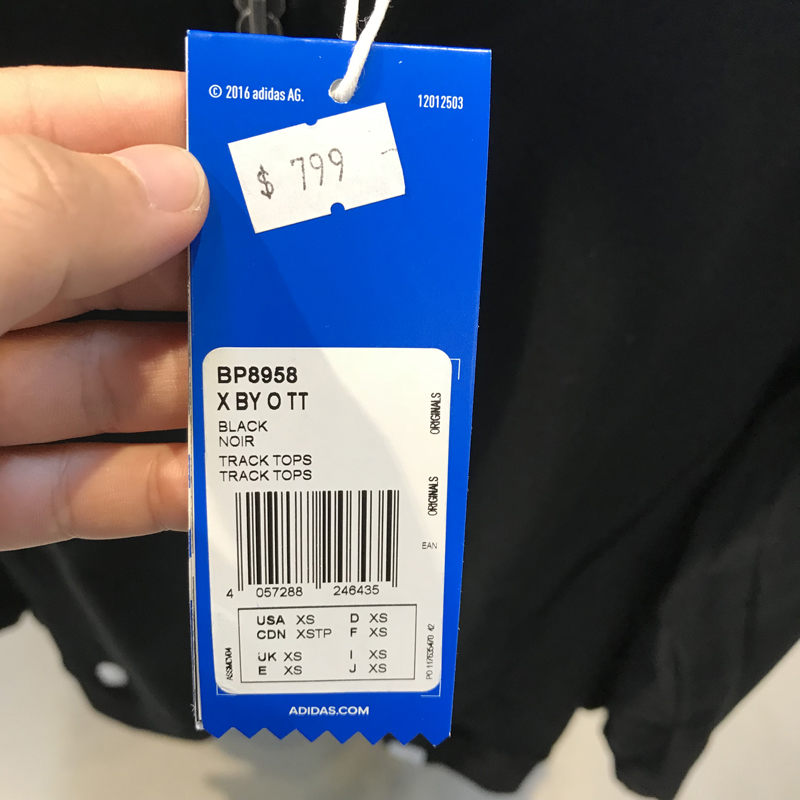 © 2016 adidas AG.
12012503
$ 799
BP8958
X BY O TT
BLACK
NOIR
TRACK TOPS
TRACK TOPS
ORIGINALS
ORIGINALS
EAN
4 057288 246435
USA XS D XS
CDN XSTP F XS
UK XS I XS
E XS J XS
ADIDAS.COM